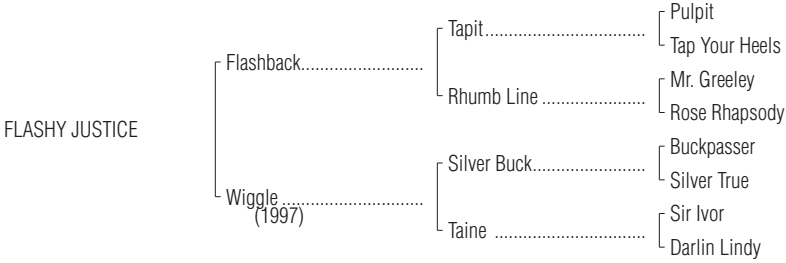 Pulpit
Tapit................................
Tap Your Heels
Flashback.........................
Mr. Greeley
Rhumb Line .....................
Rose Rhapsody
FLASHY JUSTICE
Buckpasser
Silver Buck.......................
Silver True
Wiggle .............................
(1997)
Sir Ivor
Taine ..............................
Darlin Lindy